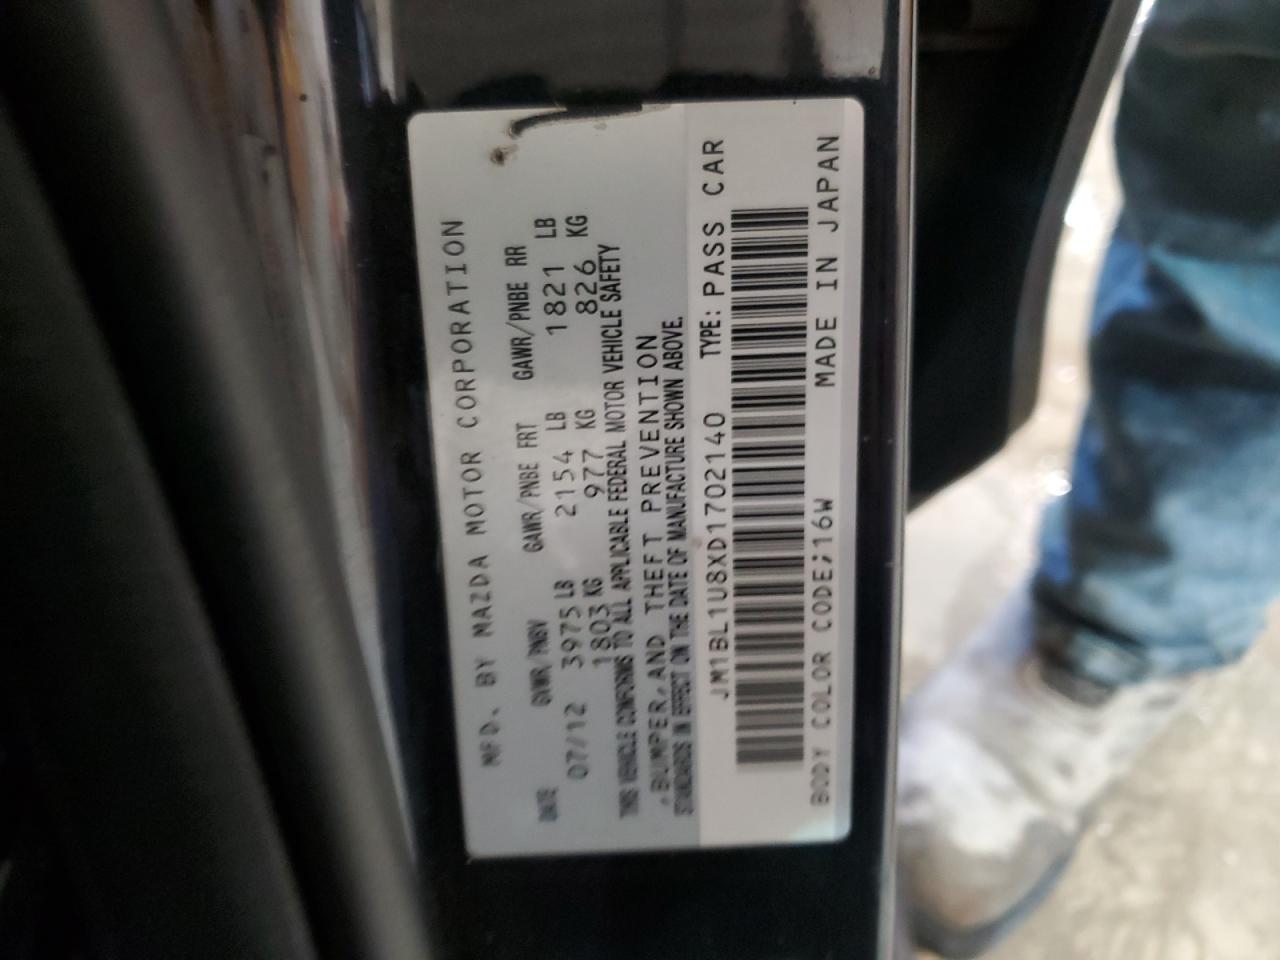 MFD. BY MAZDA MOTOR CORPORATION
DATE GVWR/PNBV GAWR/PNBE FRT GAWR/PNBE RR
07/12 3975 LB 2154 LB 1821 LB
1803 KG 977 KG 826 KG
THIS VEHICLE CONFORMS TO ALL APPLICABLE FEDERAL MOTOR VEHICLE SAFETY
,BUMPER,AND THEFT PREVENTION
STANDARDS IN EFFECT ON THE DATE OF MANUFACTURE SHOWN ABOVE.
JM1BL1U8XD1702140 TYPE: PASS CAR
BODY COLOR CODE;16W MADE IN JAPAN